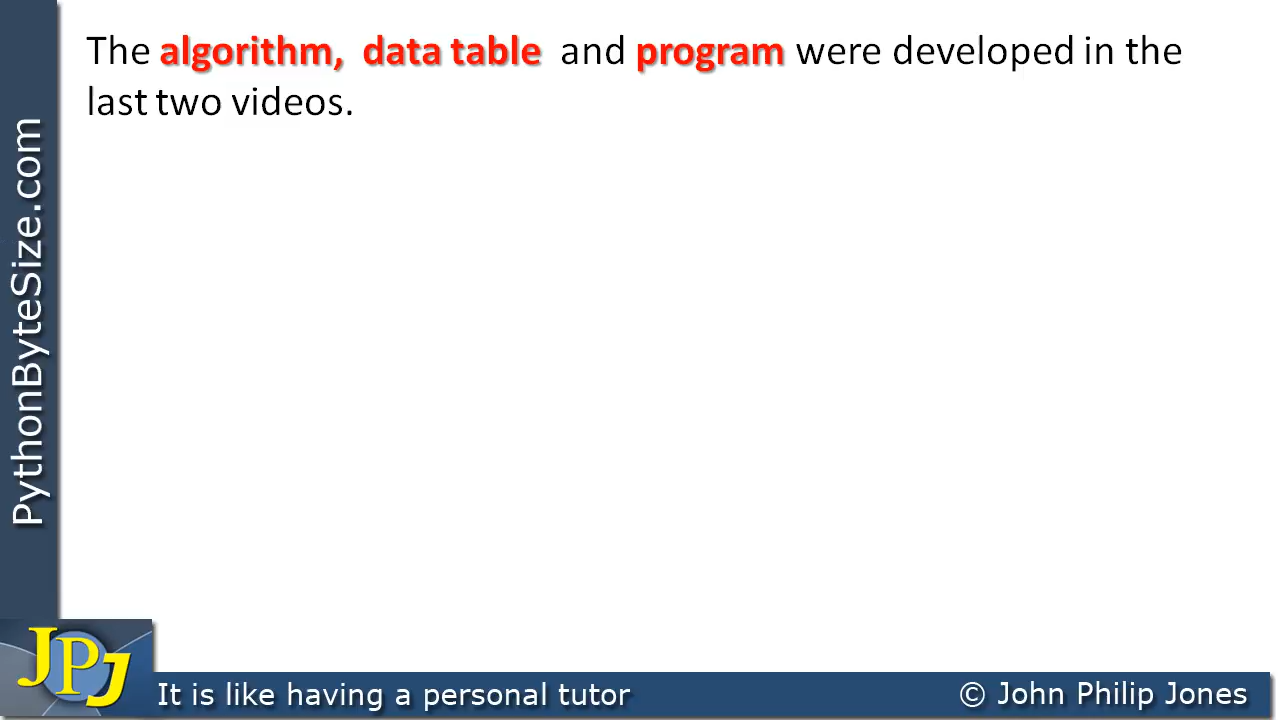 The algorithm, data table and program were developed in the
last two videos.
PythonByteSize.com
JPJ
It is like having a personal tutor
© John Philip Jones